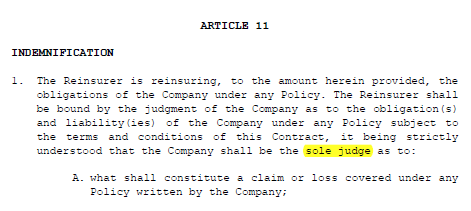 ARTICLE 11
INDEMNIFICATION
1. The Reinsurer is reinsuring, to the amount herein provided, the
obligations of the Company under any Policy. The Reinsurer shall
be bound by the judgment of the Company as to the obligation(s)
and liability(ies) of the Company under any Policy subject to
the terms and conditions of this Contract, it being strictly
understood that the Company shall be the sole judge as to:
A. what shall constitute a claim or loss covered under any
Policy written by the Company;